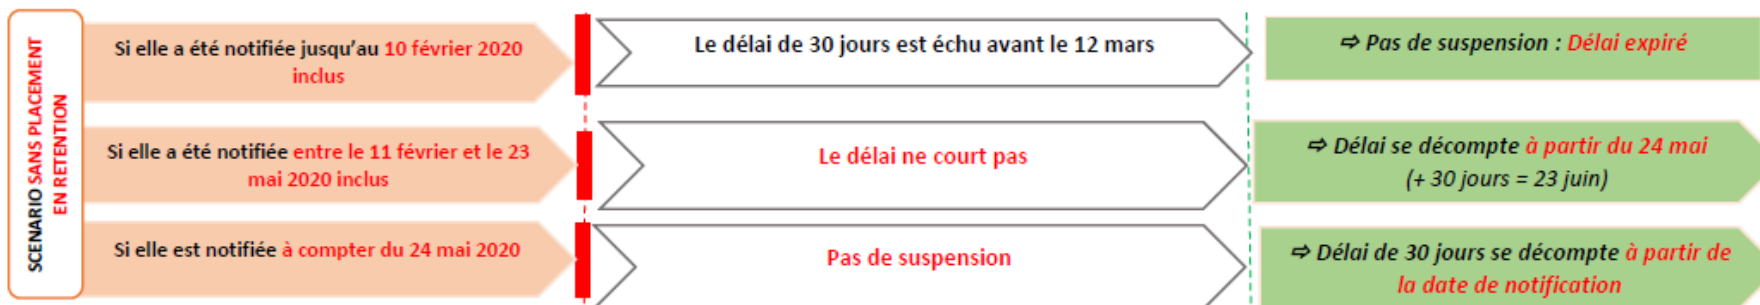 SCENARIO SANS PLACEMENT
EN RETENTION
Si elle a été notifiée jusqu’au 10 février 2020
inclus
Le délai de 30 jours est échu avant le 12 mars
⇨ Pas de suspension : Délai expiré
Si elle a été notifiée entre le 11 février et le 23
mai 2020 inclus
Le délai ne court pas
⇨ Délai se décompte à partir du 24 mai
(+ 30 jours = 23 juin)
Si elle est notifiée à compter du 24 mai 2020
Pas de suspension
⇨ Délai de 30 jours se décompte à partir de
la date de notification